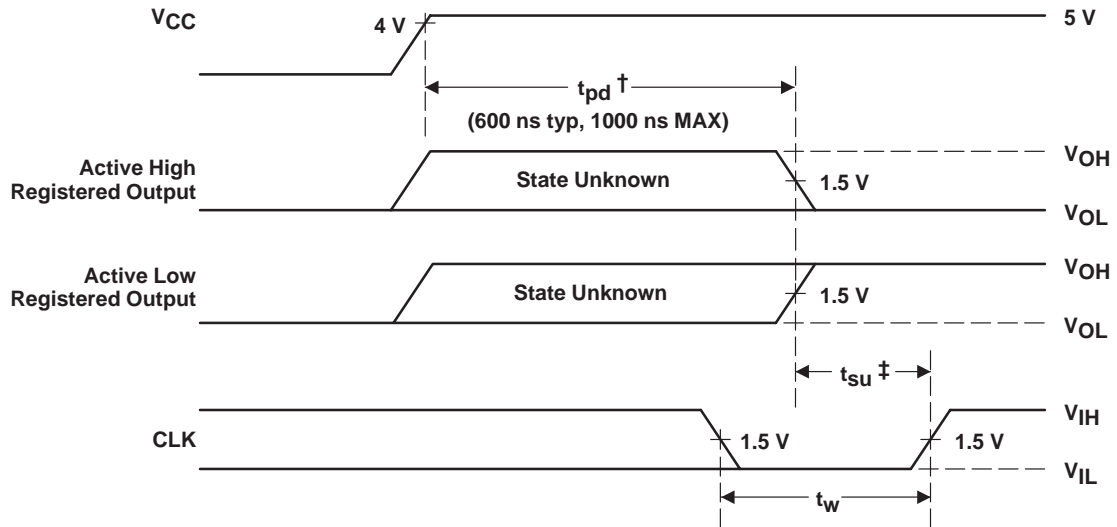 VCC
4 V
5 V
tpd †
(600 ns typ, 1000 ns MAX)
Active High
Registered Output
State Unknown
1.5 V
VOH
VOL
Active Low
Registered Output
State Unknown
1.5 V
VOH
VOL
tsu ‡
CLK
1.5 V
1.5 V
VIH
VIL
tw